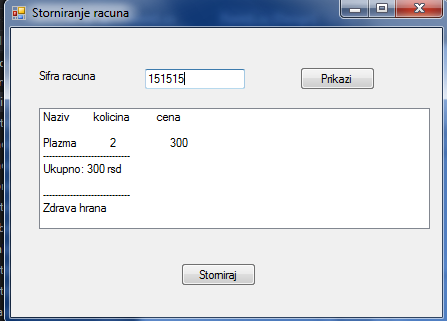 Storniranje racuna
Sifra racuna 151515 Prikazi
Naziv kolicina cena
Plazma 2 300
-----------------------------
Ukupno: 300 rsd
-----------------------------
Zdrava hrana
Storniraj